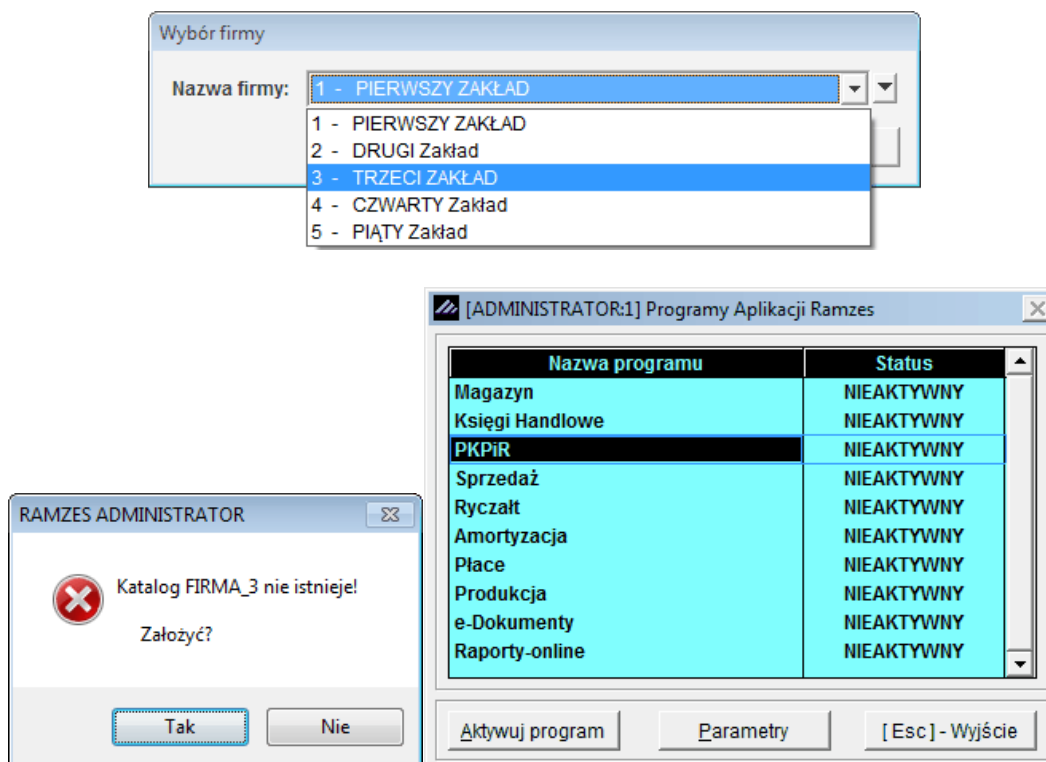 Wybór firmy
Nazwa firmy: 1 - PIERWSZY ZAKŁAD
1 - PIERWSZY ZAKŁAD
2 - DRUGI Zakład
3 - TRZECI ZAKŁAD
4 - CZWARTY Zakład
5 - PIĄTY Zakład
[ADMINISTRATOR:1] Programy Aplikacji Ramzes
Nazwa programu Status
Magazyn NIEAKTYWNY
Księgi Handlowe NIEAKTYWNY
PKPiR NIEAKTYWNY
Sprzedaż NIEAKTYWNY
Ryczałt NIEAKTYWNY
Amortyzacja NIEAKTYWNY
Płace NIEAKTYWNY
Produkcja NIEAKTYWNY
e-Dokumenty NIEAKTYWNY
Raporty-online NIEAKTYWNY
Aktywuj program Parametry [Esc] - Wyjście
RAMZES ADMINISTRATOR
Katalog FIRMA_3 nie istnieje!
Założyć?
Tak Nie